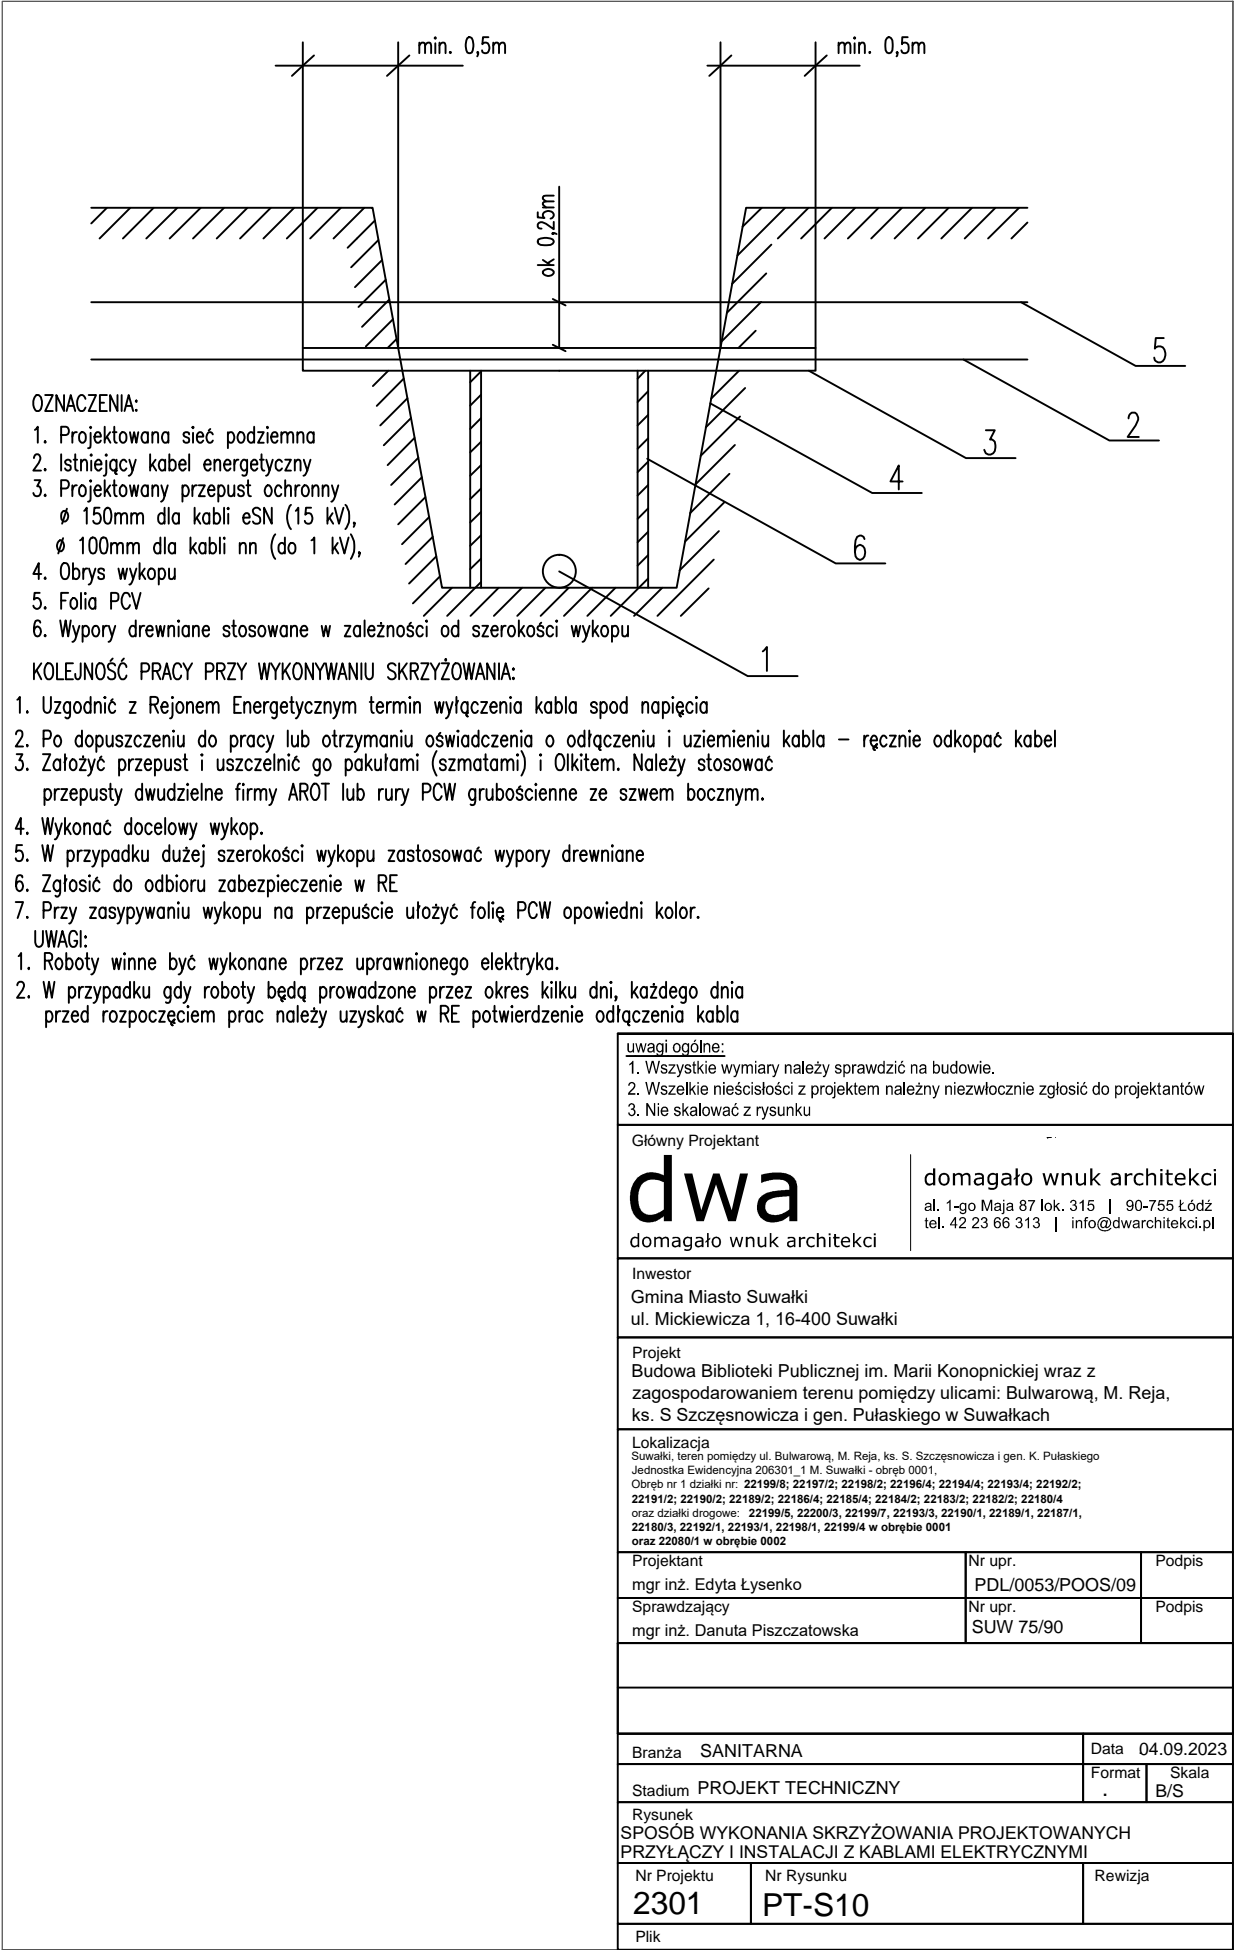 min. 0,5m
min. 0,5m
ok 0,25m
5
2
3
4
6
1
OZNACZENIA:
1. Projektowana sieć podziemna
2. Istniejący kabel energetyczny
3. Projektowany przepust ochronny
ø 150mm dla kabli eSN (15 kV),
ø 100mm dla kabli nn (do 1 kV),
4. Obrys wykopu
5. Folia PCV
6. Wypory drewniane stosowane w zależności od szerokości wykopu
KOLEJNOŚĆ PRACY PRZY WYKONYWANIU SKRZYŻOWANIA:
1. Uzgodnić z Rejonem Energetycznym termin wyłączenia kabla spod napięcia
2. Po dopuszczeniu do pracy lub otrzymaniu oświadczenia o odłączeniu i uziemieniu kabla – ręcznie odkopać kabel
3. Założyć przepust i uszczelnić go pakułami (szmatami) i Olkitem. Należy stosować
przepusty dwudzielne firmy AROT lub rury PCW grubościenne ze szwem bocznym.
4. Wykonać docelowy wykop.
5. W przypadku dużej szerokości wykopu zastosować wypory drewniane
6. Zgłosić do odbioru zabezpieczenie w RE
7. Przy zasypywaniu wykopu na przepuście ułożyć folię PCW opowiedni kolor.
UWAGI:
1. Roboty winne być wykonane przez uprawnionego elektryka.
2. W przypadku gdy roboty będą prowadzone przez okres kilku dni, każdego dnia
przed rozpoczęciem prac należy uzyskać w RE potwierdzenie odłączenia kabla
uwagi ogólne:
1. Wszystkie wymiary należy sprawdzić na budowie.
2. Wszelkie nieścisłości z projektem należny niezwłocznie zgłosić do projektantów
3. Nie skalować z rysunku
Główny Projektant
dwa
domagało wnuk architekci
domagało wnuk architekci
al. 1-go Maja 87 lok. 315 | 90-755 Łódź
tel. 42 23 66 313 | info@dwarchitekci.pl
Inwestor
Gmina Miasto Suwałki
ul. Mickiewicza 1, 16-400 Suwałki
Projekt
Budowa Biblioteki Publicznej im. Marii Konopnickiej wraz z
zagospodarowaniem terenu pomiędzy ulicami: Bulwarową, M. Reja,
ks. S Szczęsnowicza i gen. Pułaskiego w Suwałkach
Lokalizacja
Suwałki, teren pomiędzy ul. Bulwarową, M. Reja, ks. S. Szczęsnowicza i gen. K. Pułaskiego
Jednostka Ewidencyjna 206301_1 M. Suwałki - obręb 0001,
Obręb nr 1 działki nr: 22199/8; 22197/2; 22198/2; 22196/4; 22194/4; 22193/4; 22192/2;
22191/2; 22190/2; 22189/2; 22186/4; 22185/4; 22184/2; 22183/2; 22182/2; 22180/4
oraz działki drogowe: 22199/5, 22200/3, 22199/7, 22193/3, 22190/1, 22189/1, 22187/1,
22180/3, 22192/1, 22193/1, 22198/1, 22199/4 w obrębie 0001
oraz 22080/1 w obrębie 0002
Projektant Nr upr. Podpis
mgr inż. Edyta Łysenko PDL/0053/POOS/09
Sprawdzający Nr upr. Podpis
mgr inż. Danuta Piszczatowska SUW 75/90
Branża SANITARNA Data 04.09.2023
Format Skala
Stadium PROJEKT TECHNICZNY . B/S
Rysunek
SPOSÓB WYKONANIA SKRZYŻOWANIA PROJEKTOWANYCH
PRZYŁĄCZY I INSTALACJI Z KABLAMI ELEKTRYCZNYMI
Nr Projektu Nr Rysunku Rewizja
2301 PT-S10
Plik